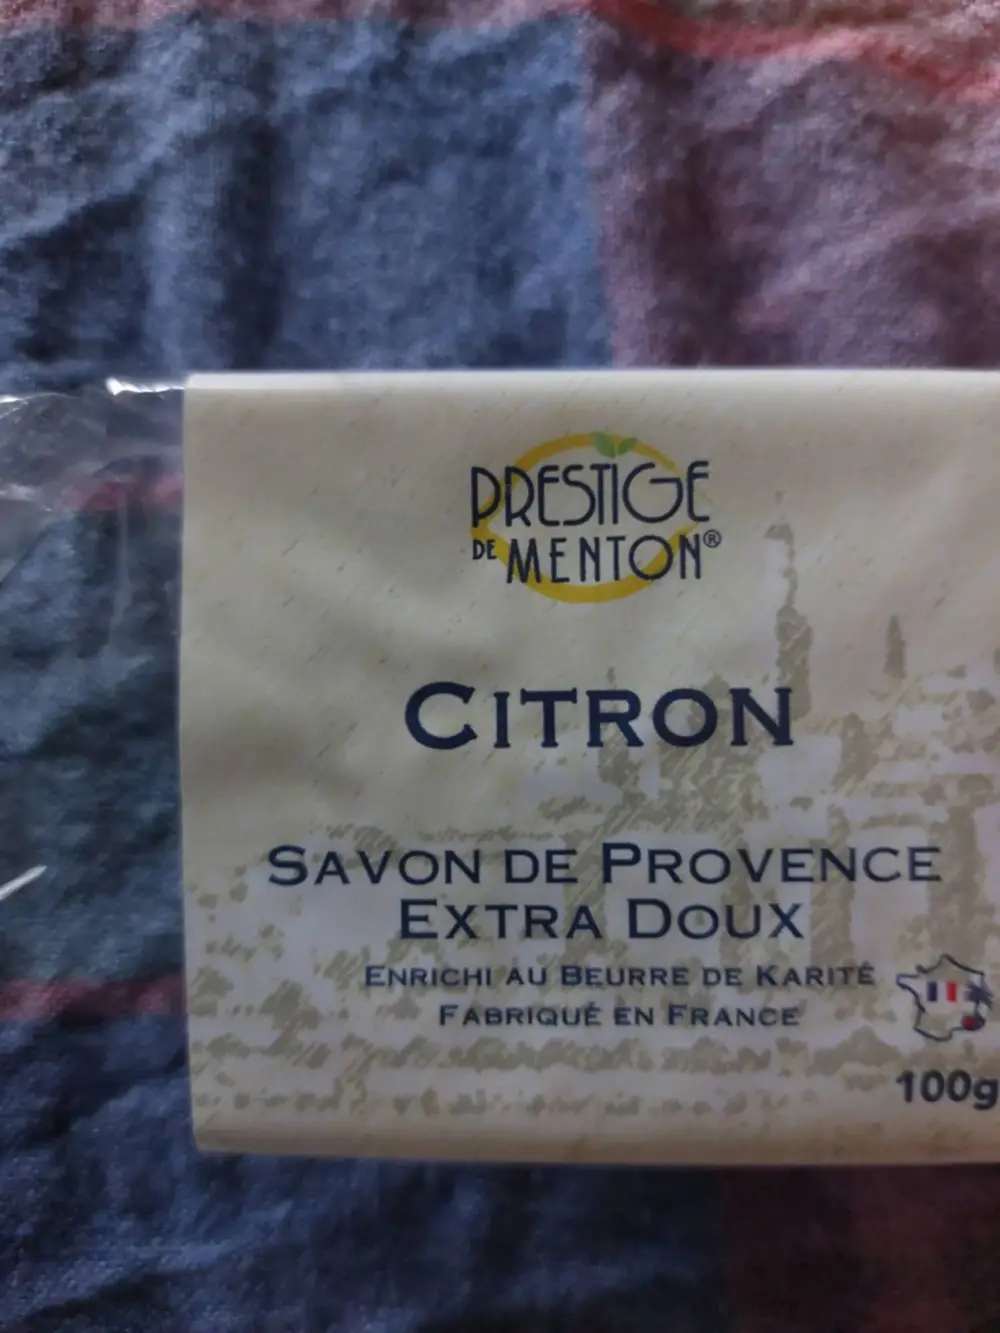 PRESTIGE
DE MENTON®
CITRON
SAVON DE PROVENCE
EXTRA DOUX
ENRICHI AU BEURRE DE KARITÉ
FABRIQUÉ EN FRANCE
100g